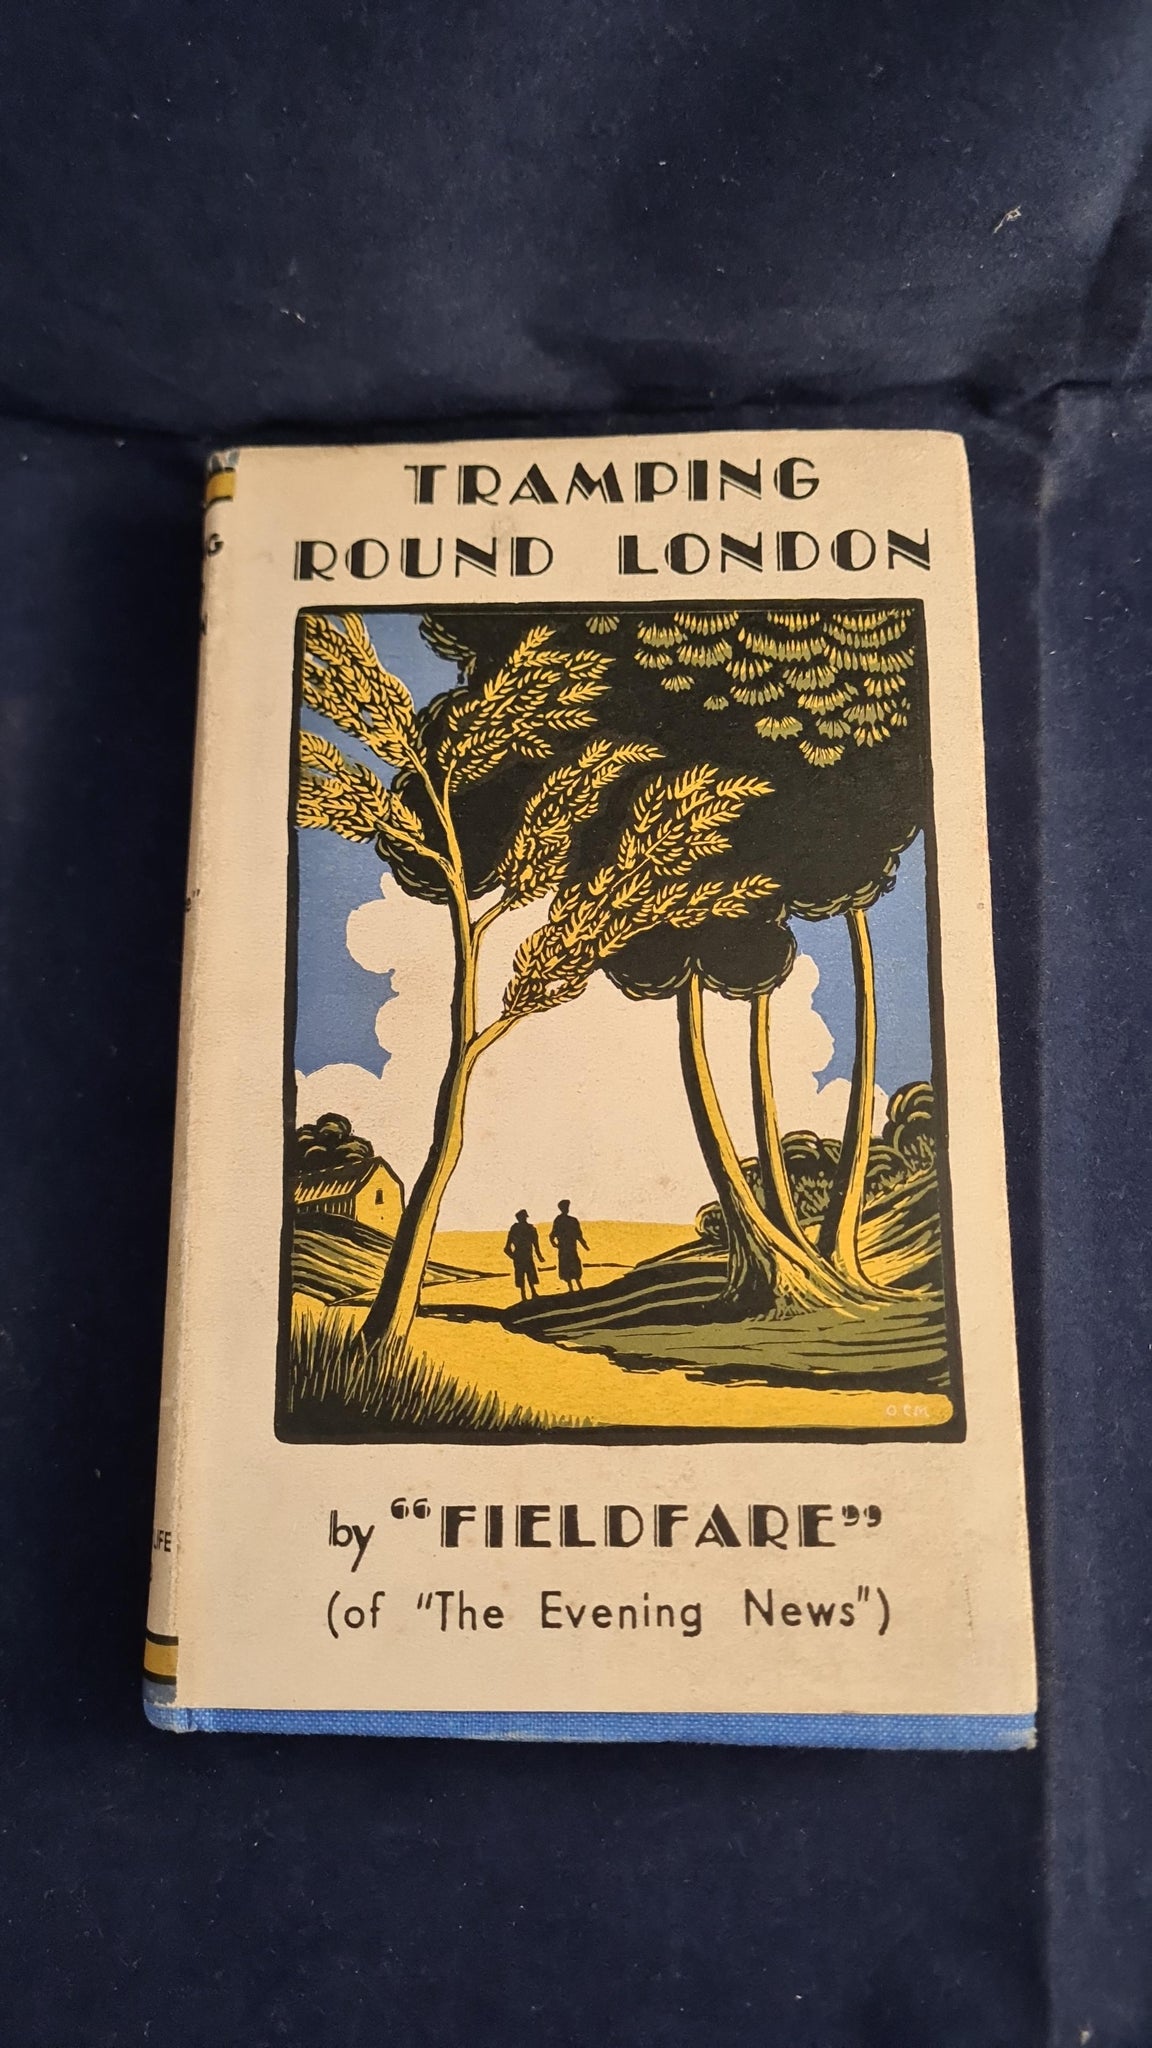 TRAMPING
ROUND LONDON
by “FIELDFARE”
(of "The Evening News")